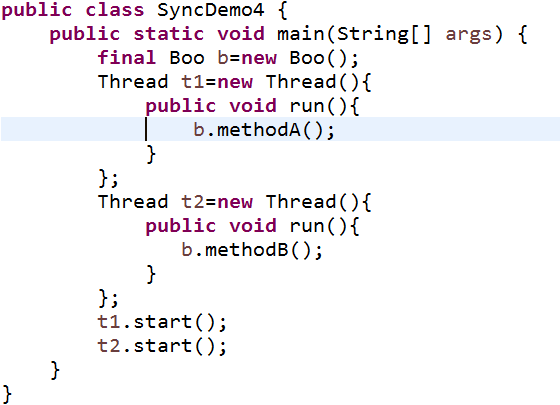 public class SyncDemo4 {
    public static void main(String[] args) {
        final Boo b=new Boo();
        Thread t1=new Thread(){
            public void run(){
                b.methodA();
            }
        };
        Thread t2=new Thread(){
            public void run(){
               b.methodB();
            }
        };
        t1.start();
        t2.start();
    }
}